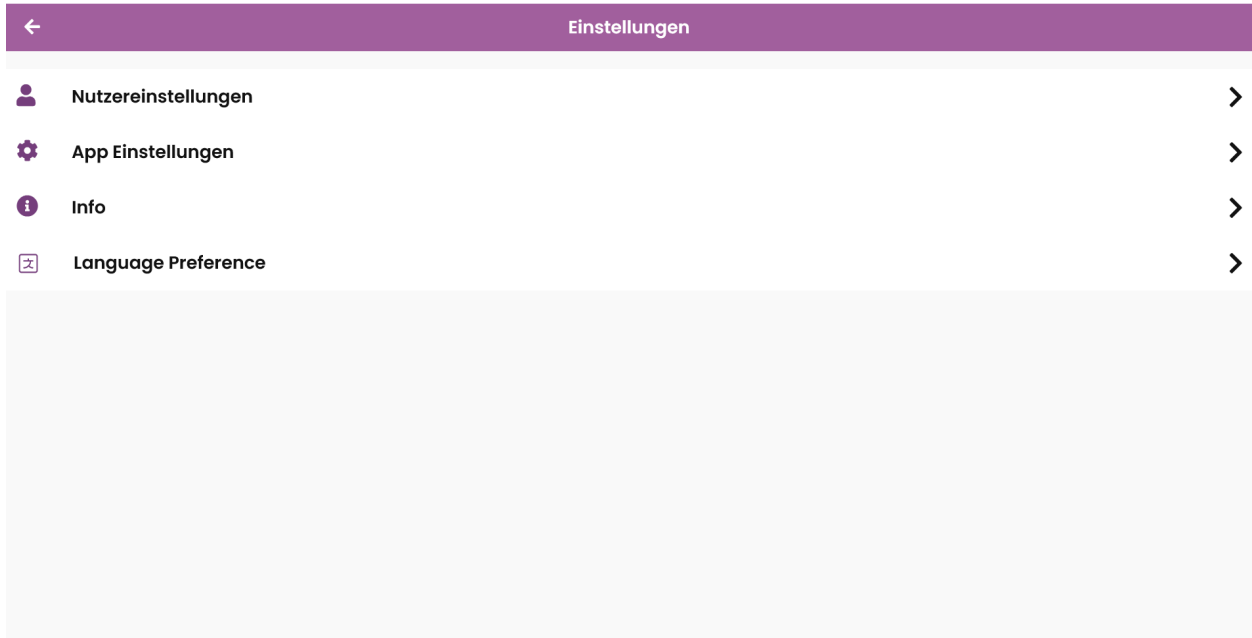 Einstellungen
Nutzereinstellungen
App Einstellungen
Info
Language Preference